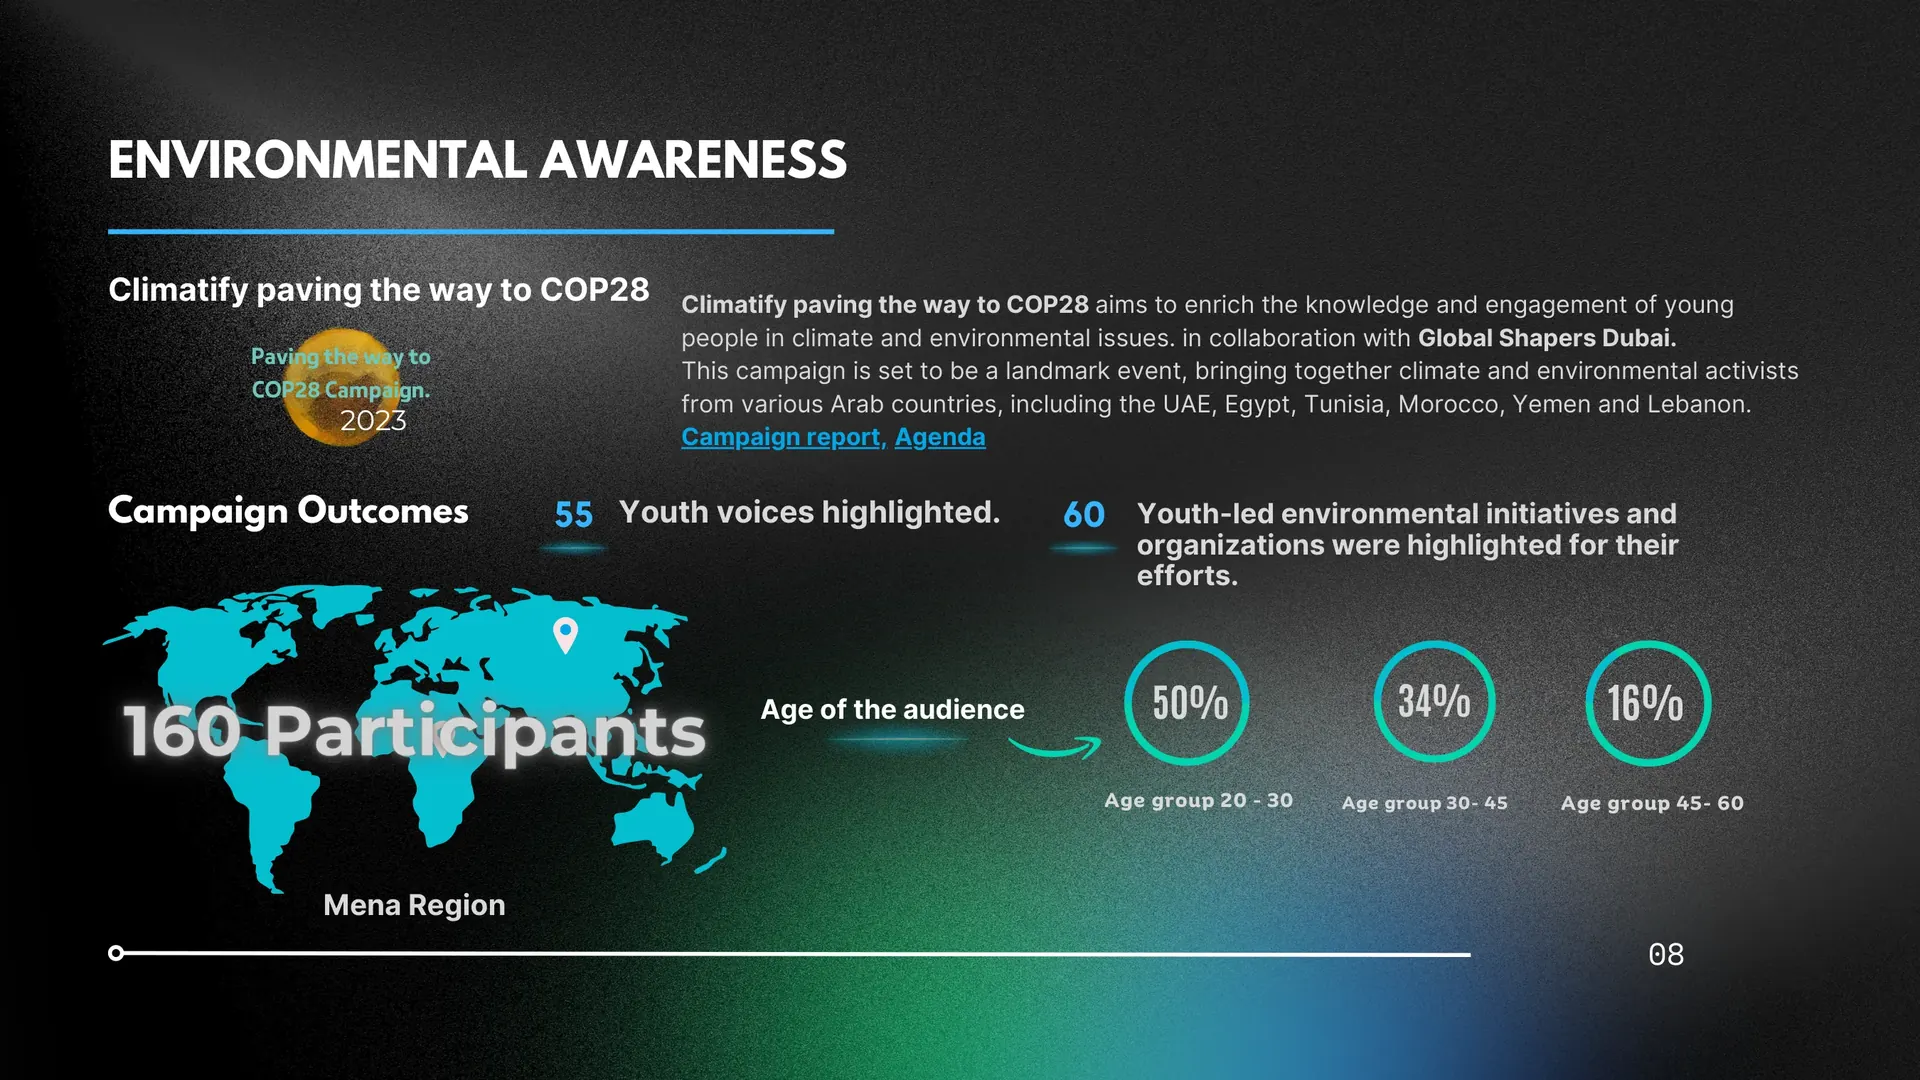 ENVIRONMENTAL AWARENESS
Climatify paving the way to COP28
Paving the way to
COP28 Campaign.
2023
Climatify paving the way to COP28 aims to enrich the knowledge and engagement of young
people in climate and environmental issues. in collaboration with Global Shapers Dubai.
This campaign is set to be a landmark event, bringing together climate and environmental activists
from various Arab countries, including the UAE, Egypt, Tunisia, Morocco, Yemen and Lebanon.
Campaign report, Agenda
Campaign Outcomes
55
Youth voices highlighted.
60
Youth-led environmental initiatives and
organizations were highlighted for their
efforts.
160 Participants
Mena Region
Age of the audience
50%
34%
16%
Age group 20 - 30
Age group 30- 45
Age group 45- 60
08